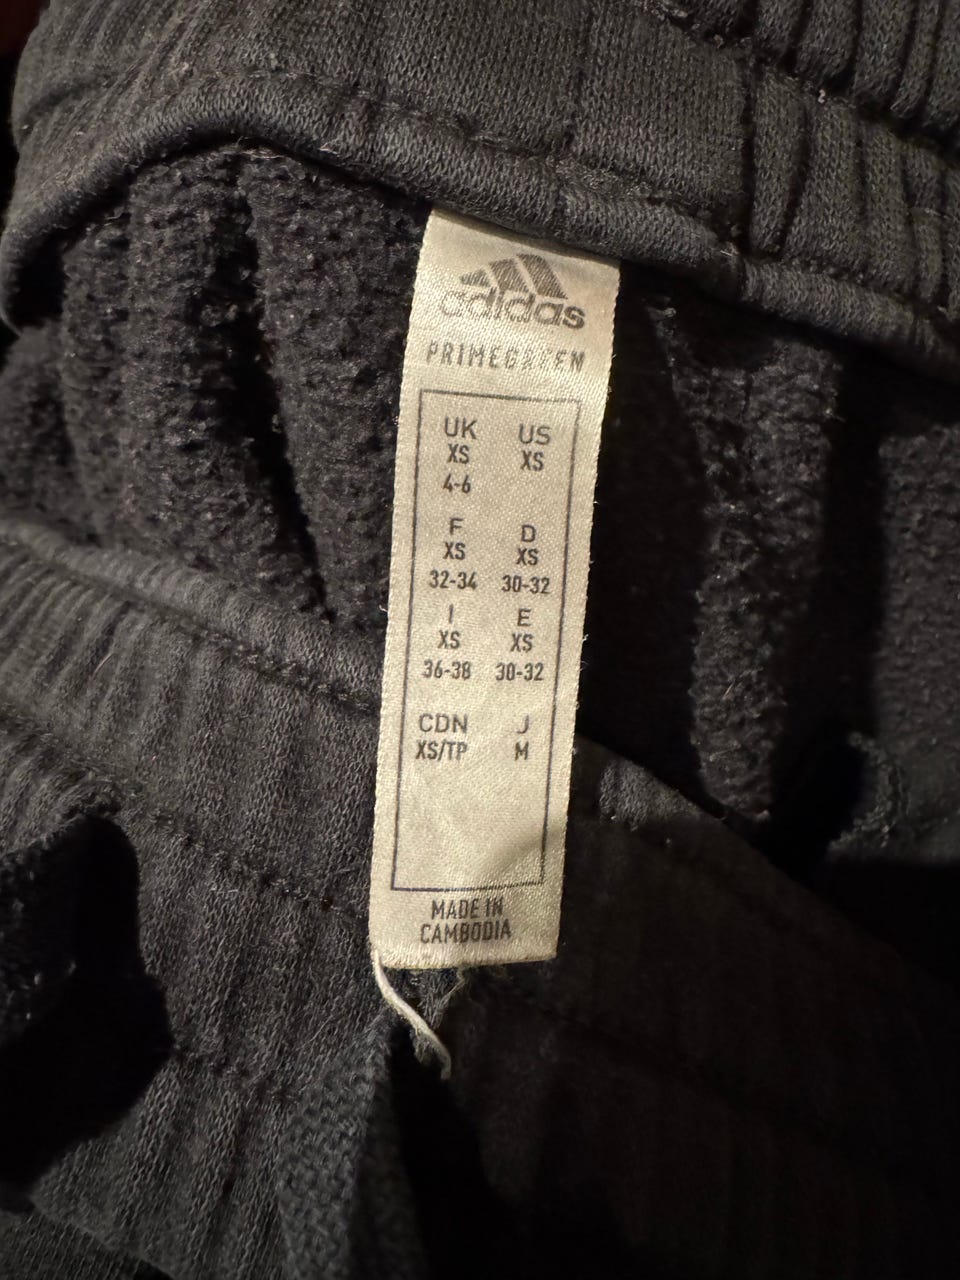 adidas
PRIMEGREEN
UK US
XS XS
4-6
F D
XS XS
32-34 30-32
I E
XS XS
36-38 30-32
CDN J
XS/TP M
MADE IN
CAMBODIA